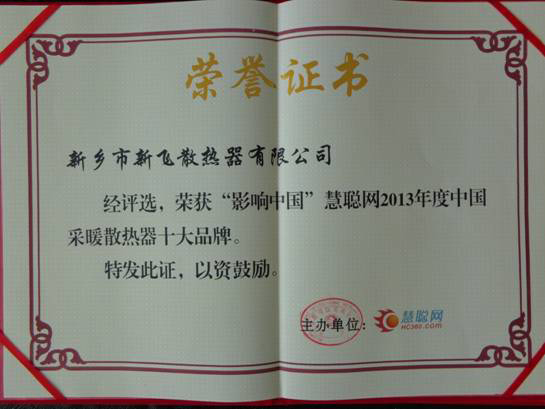 荣誉证书
新乡市新飞散热器有限公司
经评选，荣获“影响中国”慧聪网2013年度中国
采暖散热器十大品牌。
特发此证，以资鼓励。
主办单位：慧聪网
HC360.com